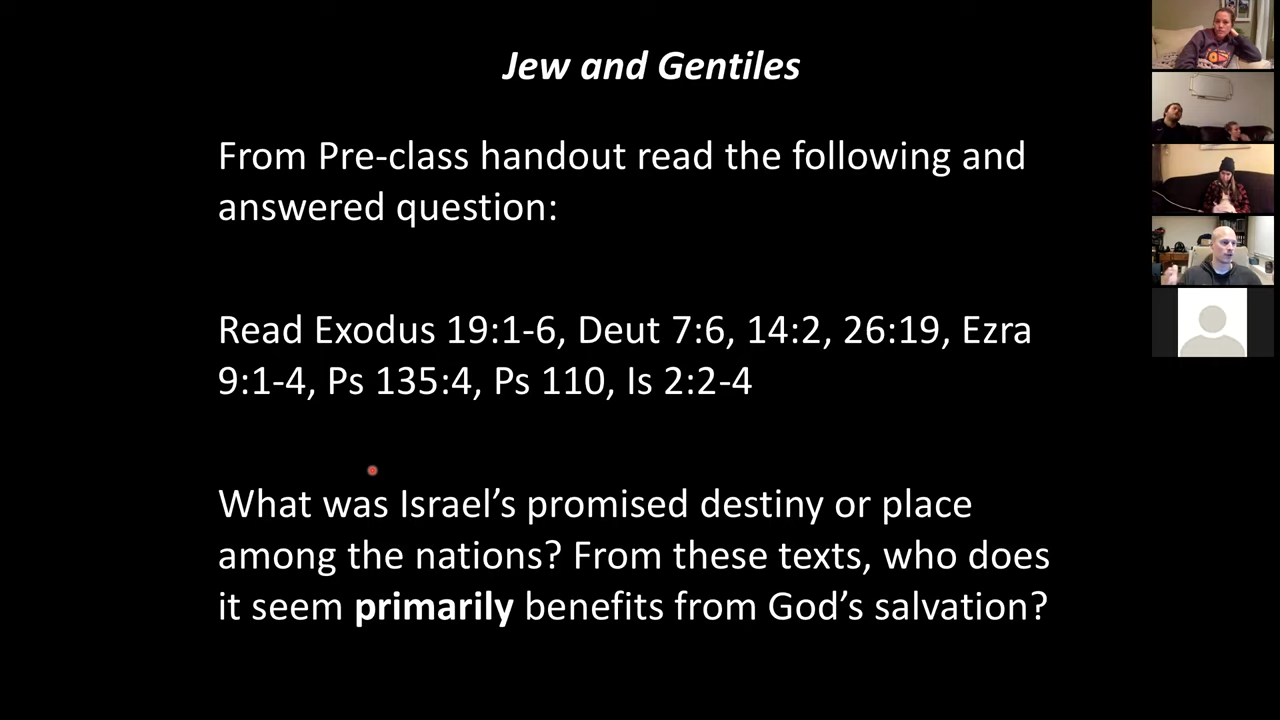 Jew and Gentiles
From Pre-class handout read the following and
answered question:
Read Exodus 19:1-6, Deut 7:6, 14:2, 26:19, Ezra
9:1-4, Ps 135:4, Ps 110, Is 2:2-4
What was Israel’s promised destiny or place
among the nations? From these texts, who does
it seem primarily benefits from God’s salvation?